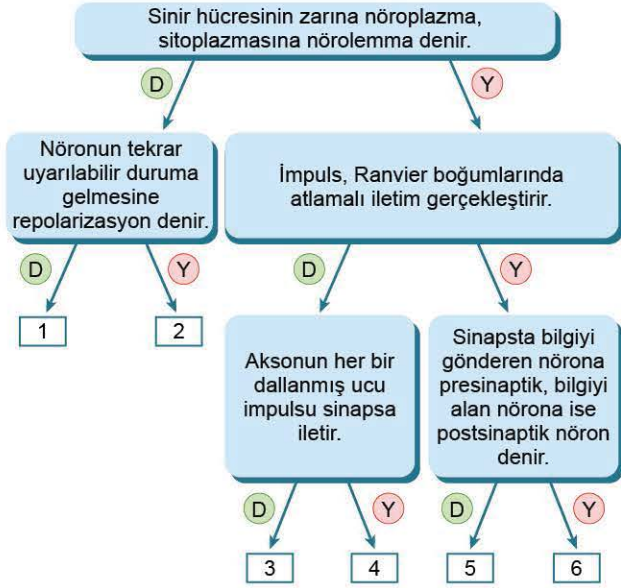 Sinir hücresinin zarına nöroplazma,
sitoplazmasına nörolemma denir.
D
Y
Nöronun tekrar
uyarılabilir duruma
gelmesine
repolarizasyon denir.
İmpuls, Ranvier boğumlarında
atlamalı iletim gerçekleştirir.
D
Y
D
Y
1
2
Aksonun her bir
dallanmış ucu
impulsu sinapsa
iletir.
Sinapsta bilgiyi
gönderen nörona
presinaptik, bilgiyi
alan nörona ise
postsinaptik nöron
denir.
D
Y
D
Y
3
4
5
6